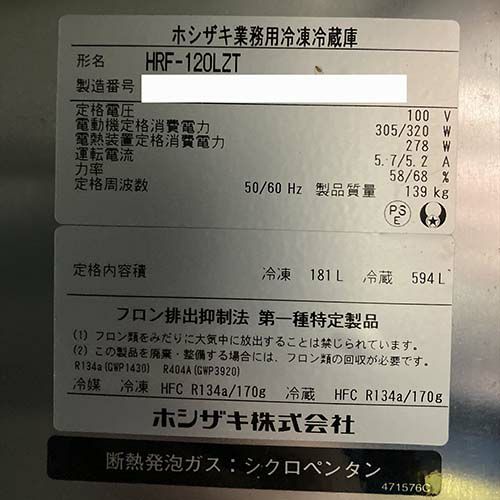 ホシザキ業務用冷凍冷蔵庫
形名 HRF-120LZT
製造番号
定格電圧 100 V
電動機定格消費電力 305/320 W
電熱装置定格消費電力 278 W
運転電流 5.7/5.2 A
力率 58/68 %
定格周波数 50/60 Hz 製品質量 139 kg
PS
E
定格内容積 冷凍 181 L 冷蔵 594 L
フロン排出抑制法 第一種特定製品
(1) フロン類をみだりに大気中に放出することは禁じられています。
(2) この製品を廃棄・整備する場合には、フロン類の回収が必要です。
R134a(GWP1430) R404A(GWP3920)
冷媒 冷凍 HFC R134a/170g 冷蔵 HFC R134a/170g
ホシザキ株式会社
断熱発泡ガス：シクロペンタン
471576C